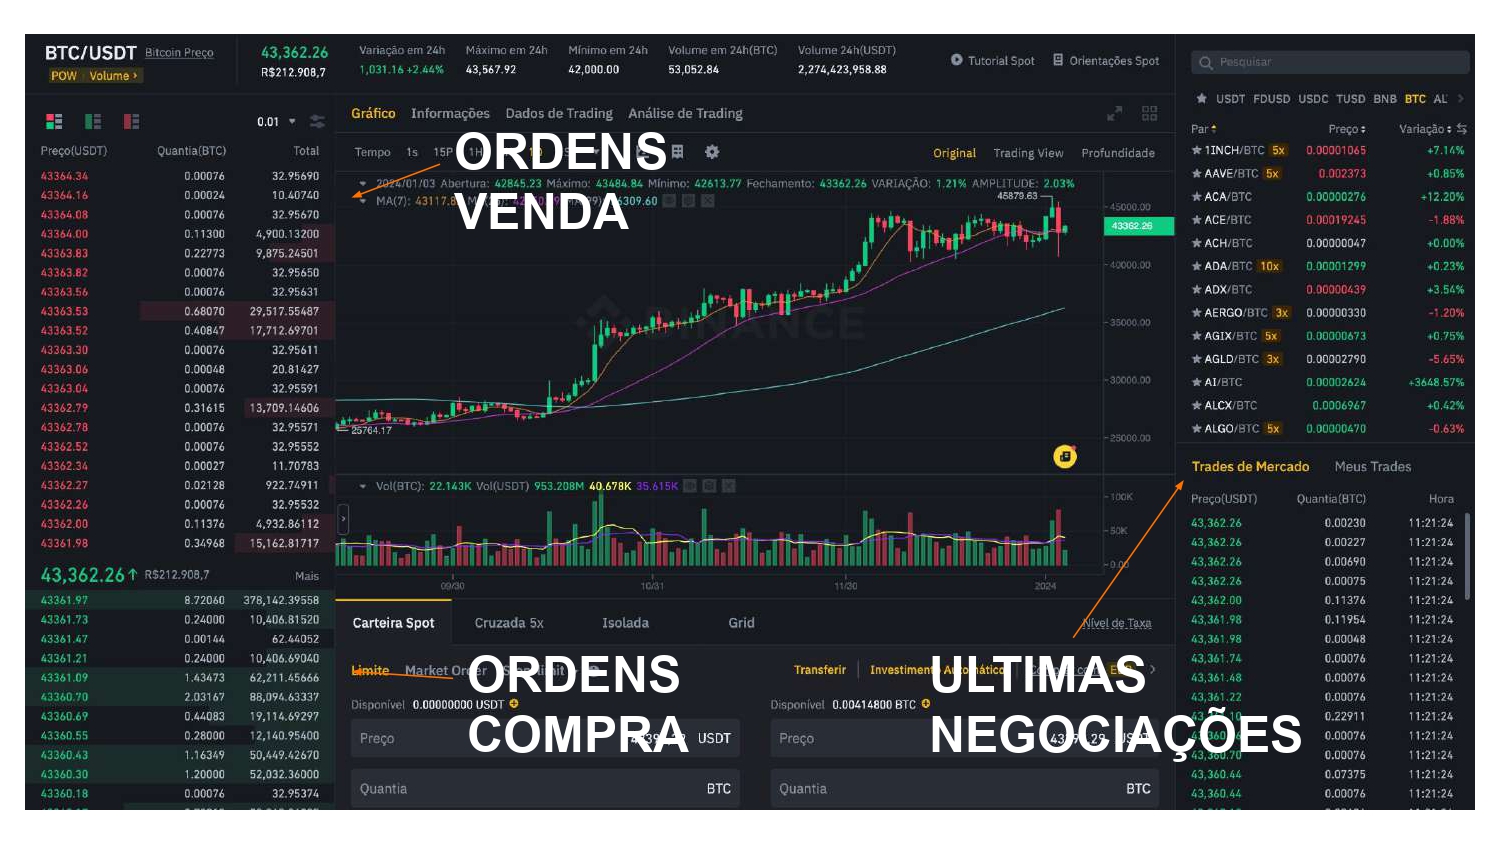 BTC/USDT Bitcoin Preço 43,362.26 Variação em 24h Máximo em 24h Mínimo em 24h Volume em 24h(BTC) Volume 24h(USDT)
POW Volume R$212.908,7 1,031.16 +2.44% 43,567.92 42,000.00 53,052.84 2,274,423,958.88
Tutorial Spot Orientações Spot
Pesquisar
USDT FDUSD USDC TUSD BNB BTC
Par Preço Variação
1INCH/BTC 5x 0.00001065 +7.14%
AAVE/BTC 5x 0.002373 +0.85%
ACA/BTC 0.00000276 +12.20%
ACE/BTC 0.00019245 -1.88%
ACH/BTC 0.00000047 +0.00%
ADA/BTC 10x 0.00001299 +0.23%
ADX/BTC 0.00000439 +3.54%
AERGO/BTC 3x 0.00000330 -1.20%
AGIX/BTC 5x 0.00000673 +0.75%
AGLD/BTC 3x 0.00002790 -5.65%
AI/BTC 0.00002624 +3648.57%
ALCX/BTC 0.0006967 +0.42%
ALGO/BTC 5x 0.00000470 -0.63%
0.01
Preço(USDT) Quantia(BTC) Total
43364.34 0.00076 32.95690
43364.16 0.00024 10.40740
43364.08 0.00076 32.95670
43364.00 0.11300 4,900.13200
43363.83 0.22773 9,875.24501
43363.82 0.00076 32.95650
43363.56 0.00076 32.95631
43363.53 0.68070 29,517.55487
43363.52 0.40847 17,712.69701
43363.30 0.00076 32.95611
43363.06 0.00048 20.81427
43363.04 0.00076 32.95591
43362.79 0.31615 13,709.14606
43362.78 0.00076 32.95571
43362.52 0.00076 32.95552
43362.34 0.00027 11.70783
43362.27 0.02128 922.74911
43362.26 0.00076 32.95532
43362.00 0.11376 4,932.86112
43361.98 0.34968 15,162.81717
43,362.26 R$212.908,7 Mais
43361.97 8.72060 378,142.39558
43361.73 0.24000 10,406.81520
43361.47 0.00144 62.44052
43361.21 0.24000 10,406.69040
43361.09 1.43473 62,211.45666
43360.70 2.03167 88,094.63337
43360.69 0.44083 19,114.69297
43360.55 0.28000 12,140.95400
43360.43 1.16349 50,449.42670
43360.30 1.20000 52,032.36000
43360.18 0.00076 32.95374
Gráfico Informações Dados de Trading Análise de Trading
Tempo 1s
Original Trading View Profundidade
ORDENS
VENDA
2024/01/03 Abertura: 42845.23 Máximo: 43484.84 Mínimo: 42613.77 Fechamento: 43362.26 VARIAÇÃO: 1.21% AMPLITUDE: 2.03%
MA(7):
45879.63
45000.00
43362.26
40000.00
BINANCE
35000.00
30000.00
25764.17
25000.00
Vol(BTC): 22.143K Vol(USDT) 953.208M 40.678K 35.615K
100K
50K
0.00
09/30 10/31 11/30 2024
Carteira Spot Cruzada 5x Isolada Grid Nível de Taxa
Limite Market Order
Transferir Investimento Automático
ORDENS
COMPRA
Disponível 0.00000000 USDT
Preço USDT
Quantia BTC
Disponível 0.00414800 BTC
Preço
Quantia BTC
ULTIMAS
NEGOCIAÇÕES
Trades de Mercado Meus Trades
Preço(USDT) Quantia(BTC) Hora
43,362.26 0.00230 11:21:24
43,362.26 0.00227 11:21:24
43,362.26 0.00690 11:21:24
43,362.26 0.00075 11:21:24
43,362.00 0.11376 11:21:24
43,361.98 0.11954 11:21:24
43,361.98 0.00048 11:21:24
43,361.74 0.00076 11:21:24
43,361.48 0.00076 11:21:24
43,361.22 0.00076 11:21:24
0.22911 11:21:24
0.00076 11:21:24
0.00076 11:21:24
43,360.44 0.07375 11:21:24
43,360.44 0.00076 11:21:24